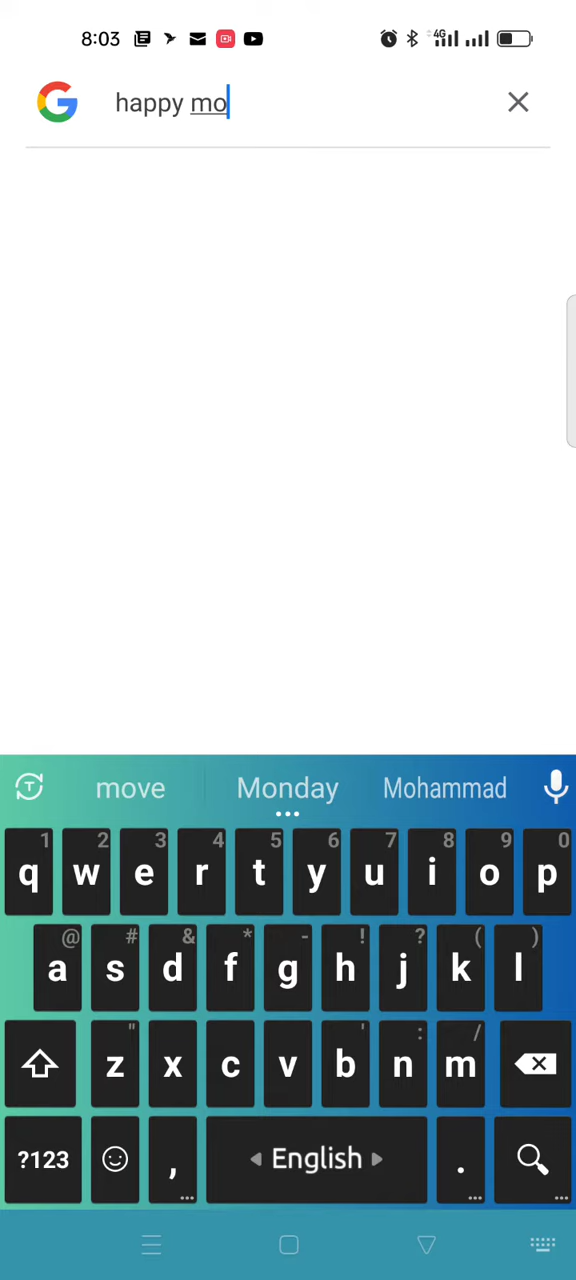 8:03 4G
happy mo
move Monday Mohammad
1 2 3 4 5 6 7 8 9 0
q w e r t y u i o p
@ # & * - ! ? ( )
a s d f g h j k l
" ' : /
z x c v b n m
?123 , English .